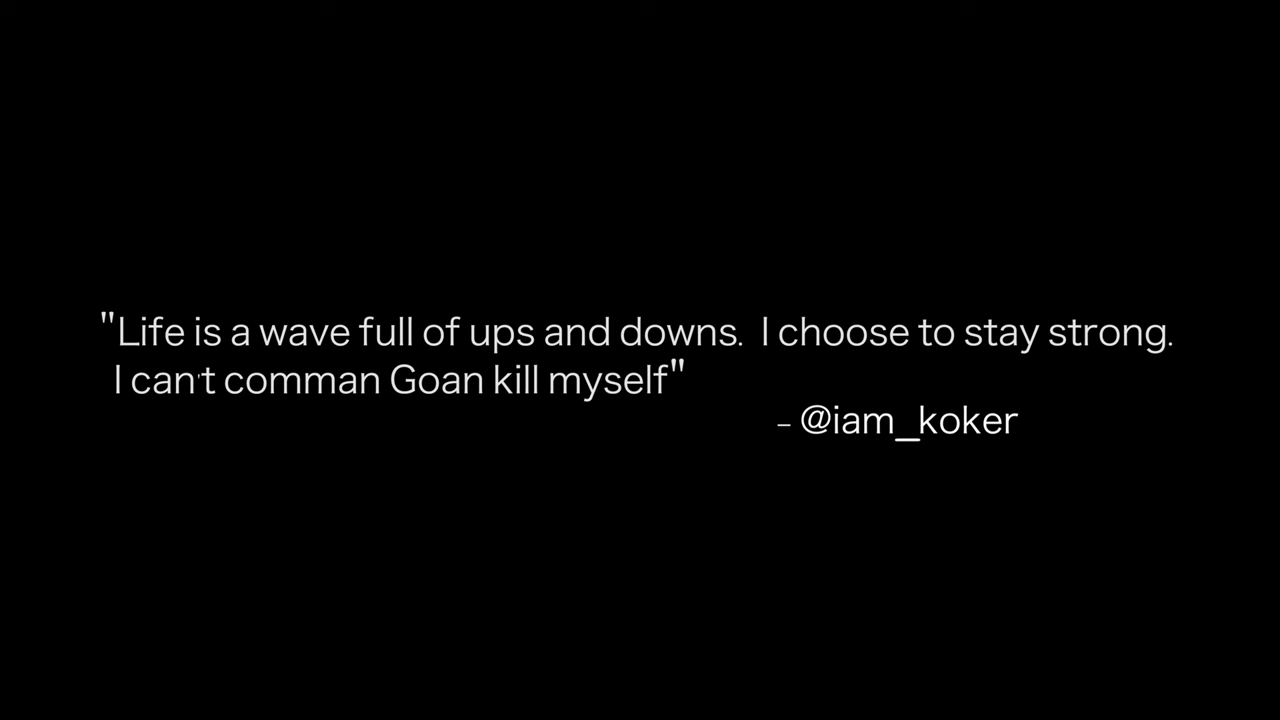 "Life is a wave full of ups and downs. I choose to stay strong.
I can't comman Goan kill myself"
– @iam_koker